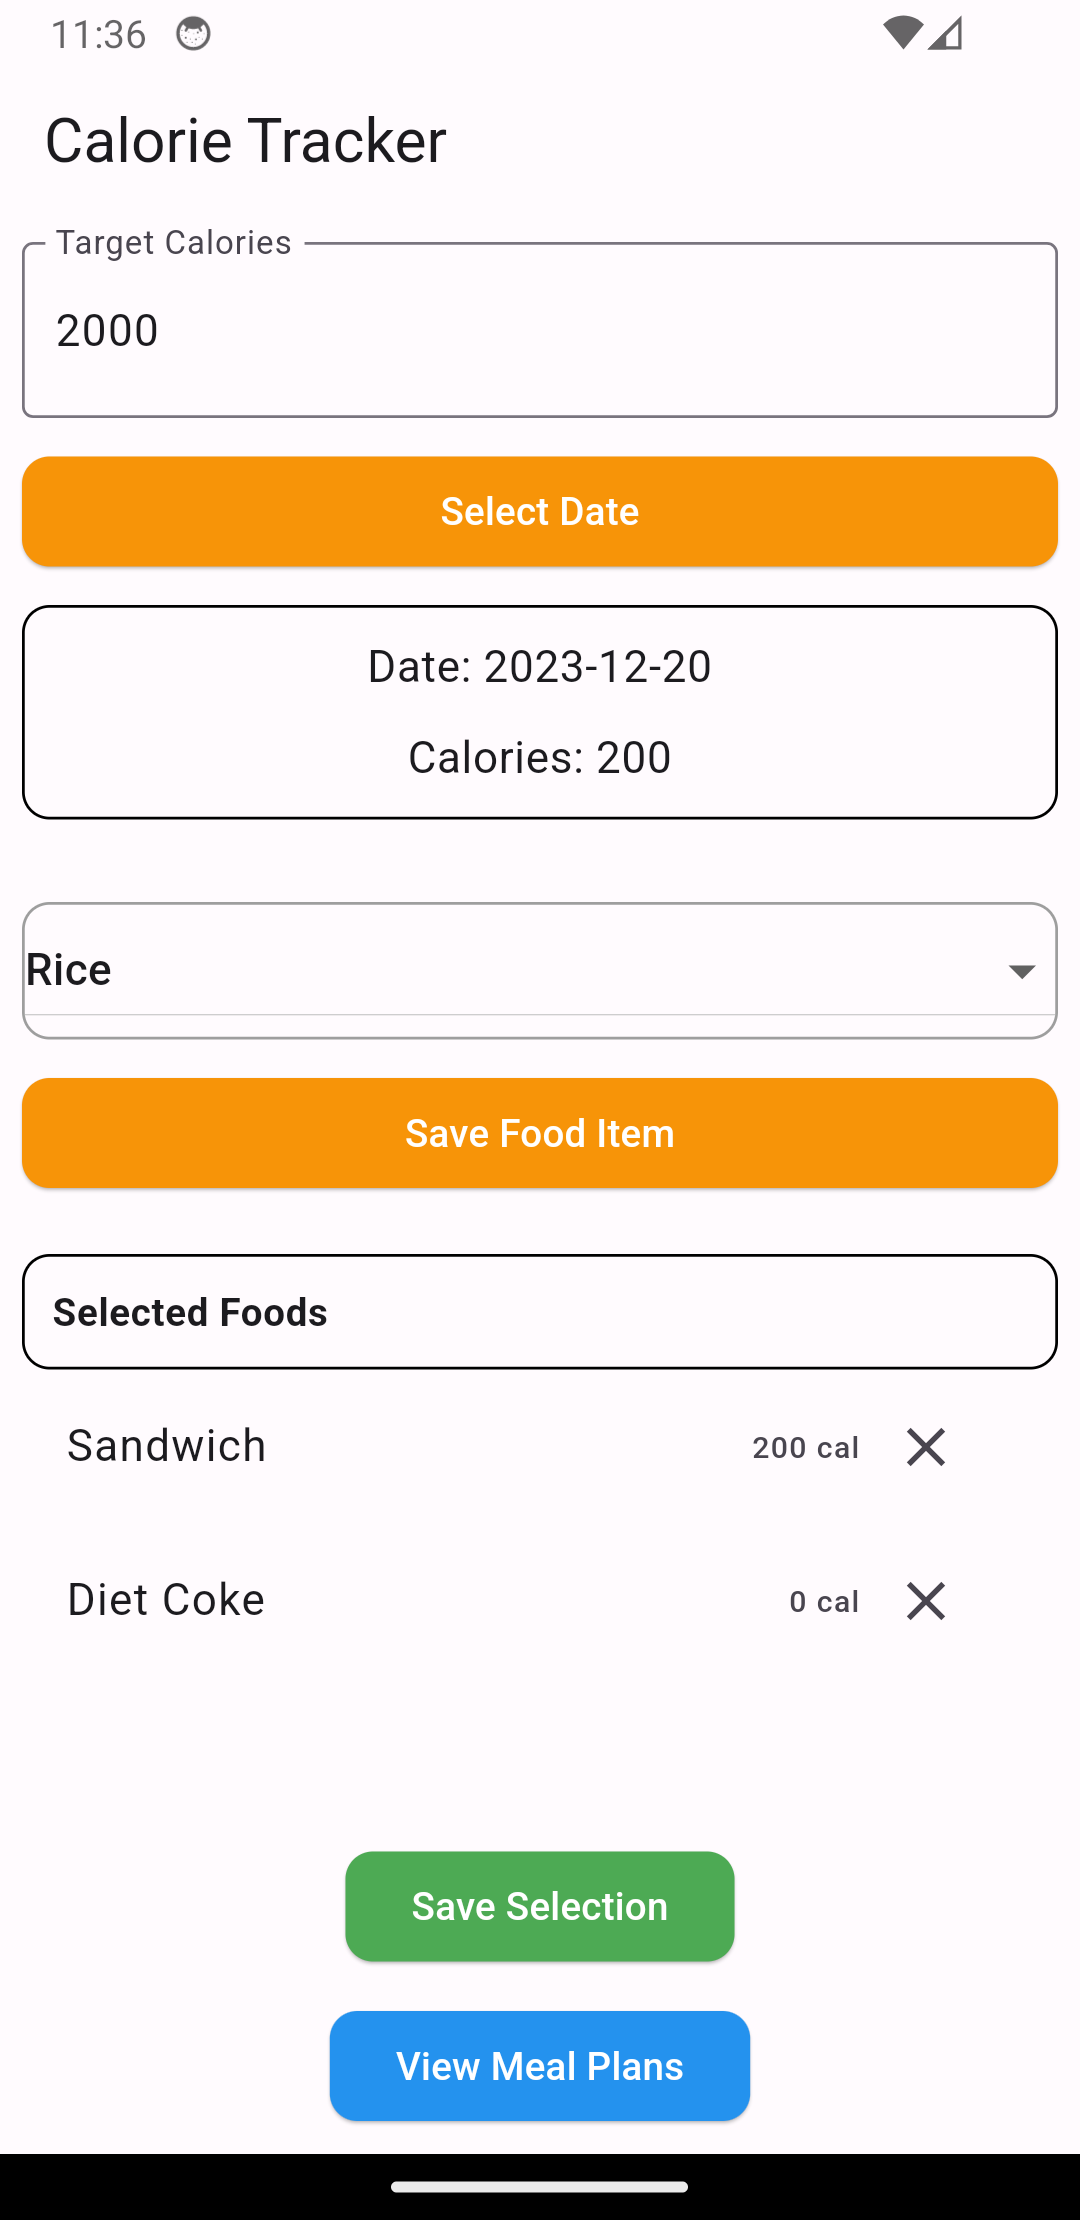 11:36
Calorie Tracker
Target Calories
2000
Select Date
Date: 2023-12-20
Calories: 200
Rice
Save Food Item
Selected Foods
Sandwich 200 cal
Diet Coke 0 cal
Save Selection
View Meal Plans